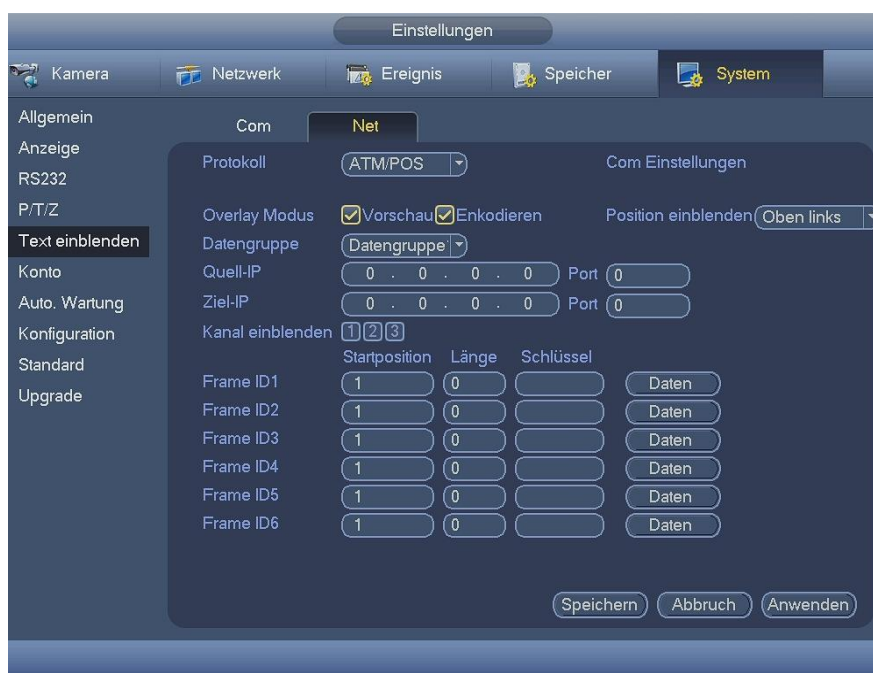 Einstellungen
Kamera Netzwerk Ereignis Speicher System
Allgemein
Anzeige
RS232
P/T/Z
Text einblenden
Konto
Auto. Wartung
Konfiguration
Standard
Upgrade
Com Net
Protokoll ATM/POS Com Einstellungen
Overlay Modus Vorschau Enkodieren Position einblenden Oben links
Datengruppe Datengruppe
Quell-IP 0 . 0 . 0 . 0 Port 0
Ziel-IP 0 . 0 . 0 . 0 Port 0
Kanal einblenden 1 2 3
Startposition Länge Schlüssel
Frame ID1 1 0 Daten
Frame ID2 1 0 Daten
Frame ID3 1 0 Daten
Frame ID4 1 0 Daten
Frame ID5 1 0 Daten
Frame ID6 1 0 Daten
Speichern Abbruch Anwenden